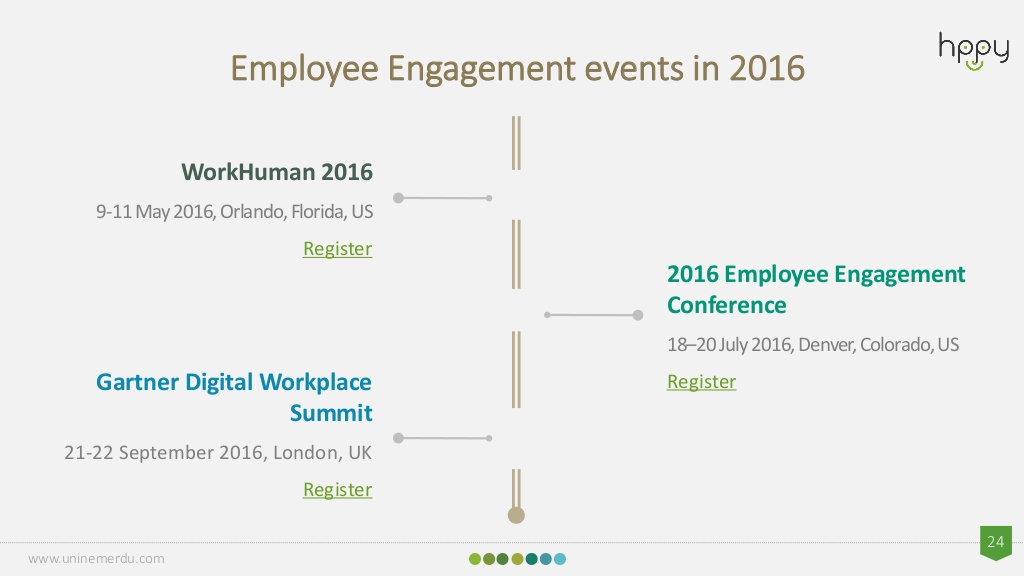 hppy
Employee Engagement events in 2016
WorkHuman 2016
9-11 May 2016, Orlando, Florida, US
Register
2016 Employee Engagement
Conference
18–20 July 2016, Denver, Colorado, US
Register
Gartner Digital Workplace
Summit
21-22 September 2016, London, UK
Register
www.uninemerdu.com
24